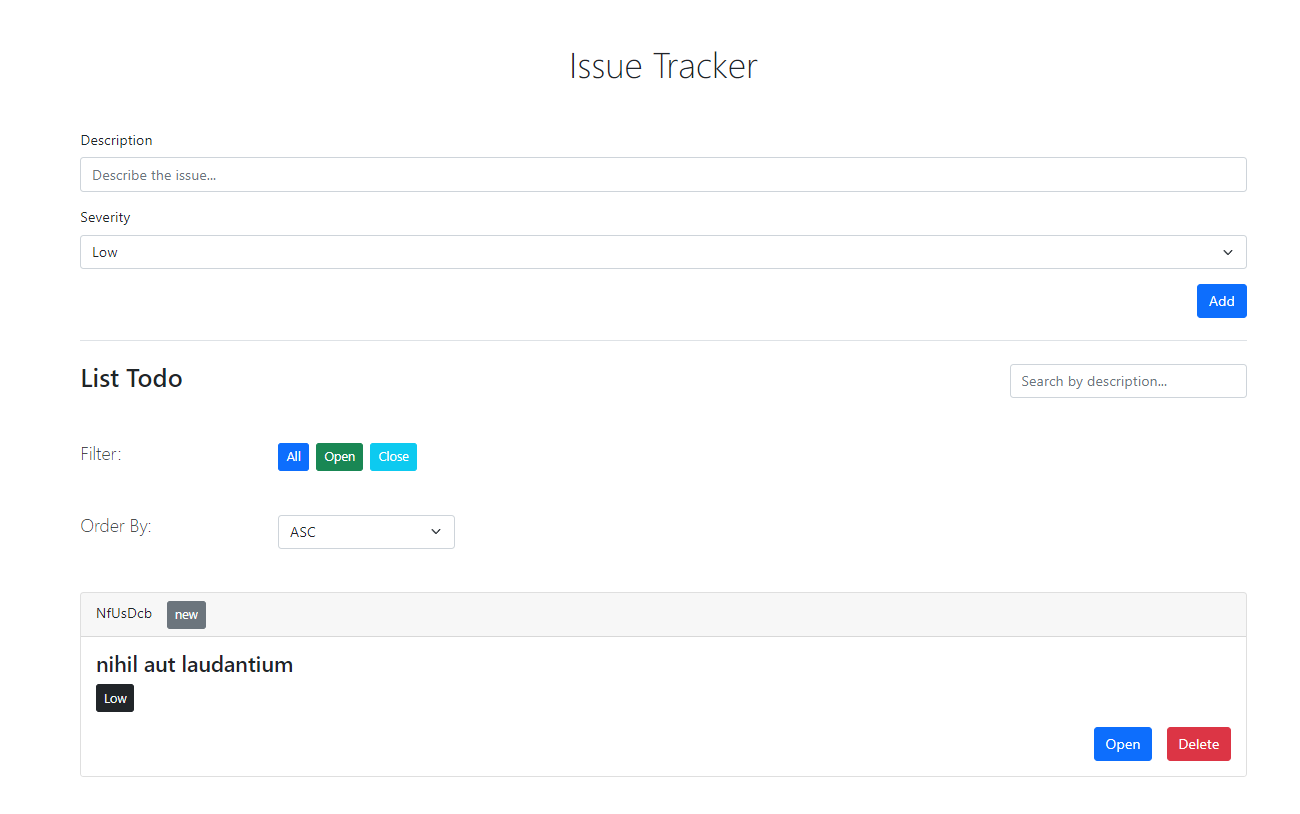 Issue Tracker
Description
Describe the issue...
Severity
Low
Add
List Todo
Search by description...
Filter:
All Open Close
Order By:
ASC
NfUsDcb new
nihil aut laudantium
Low
Open Delete